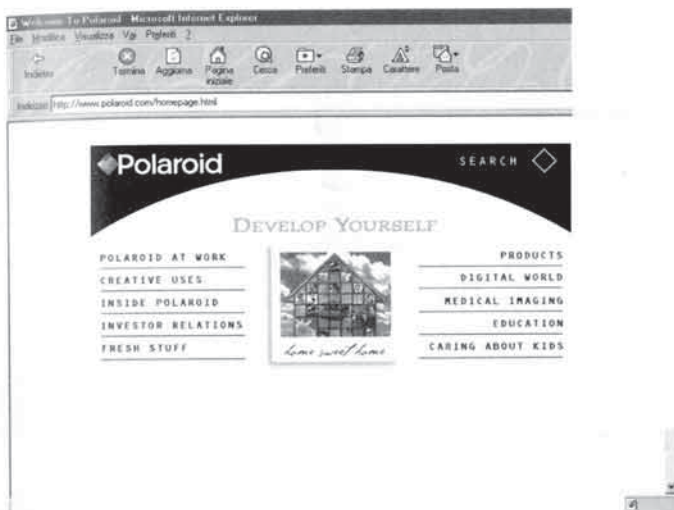 Welcome To Polaroid - Microsoft Internet Explorer
File Modifica Visualizza Vai Preferiti ?
Indietro Termina Aggiorna Pagina iniziale Cerca Preferiti Stampa Carattere Posta
Indirizzo http://www.polaroid.com/homepage.html
Polaroid SEARCH
DEVELOP YOURSELF
POLAROID AT WORK
CREATIVE USES
INSIDE POLAROID
INVESTOR RELATIONS
FRESH STUFF
home sweet home
PRODUCTS
DIGITAL WORLD
MEDICAL IMAGING
EDUCATION
CARING ABOUT KIDS